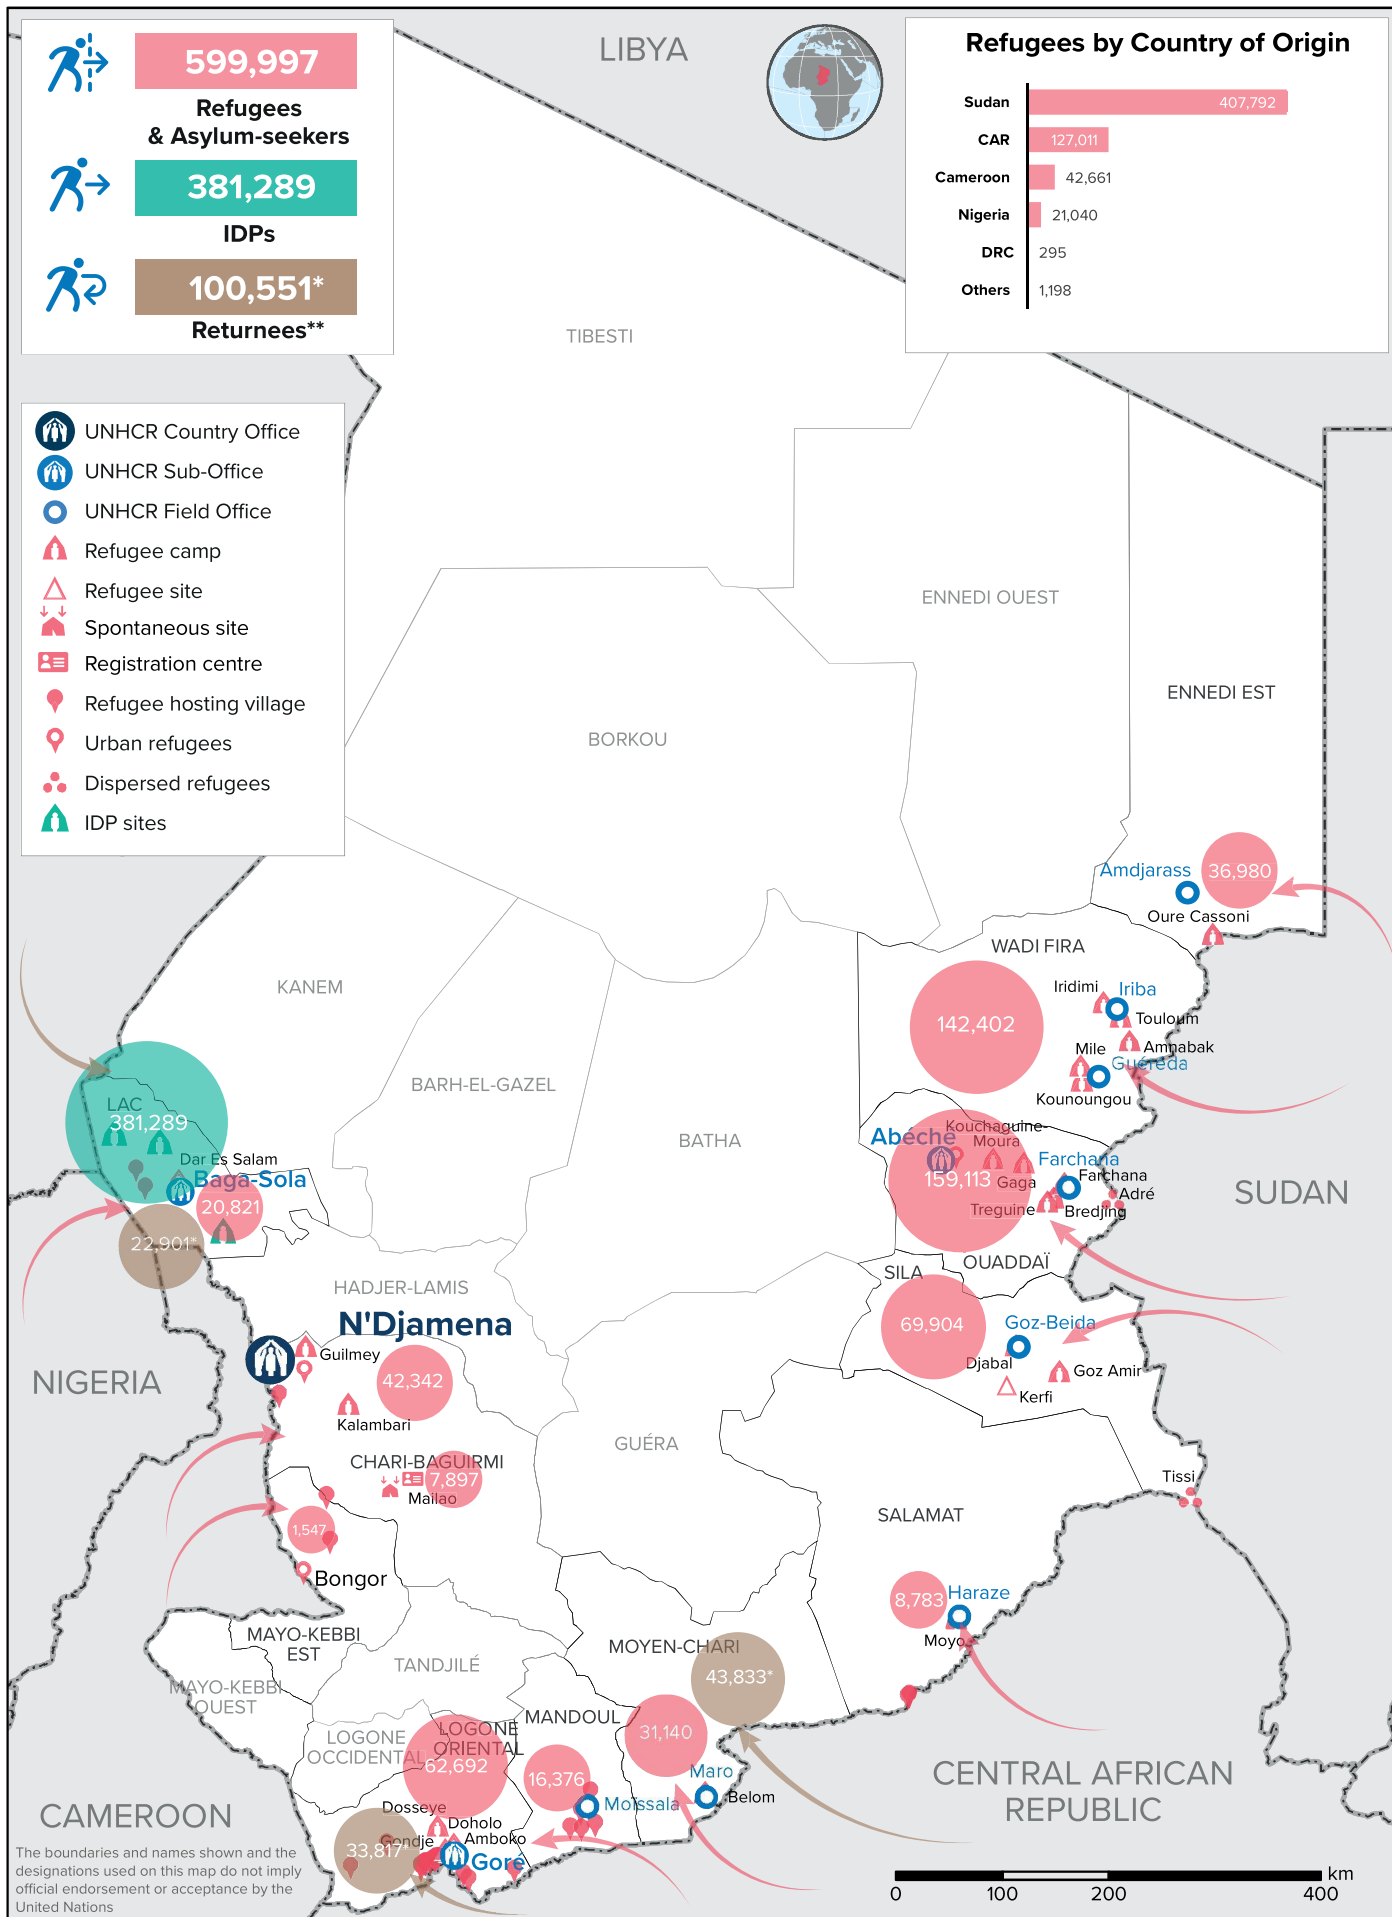 599,997
Refugees
& Asylum-seekers
381,289
IDPs
100,551*
Returnees**
LIBYA
Refugees by Country of Origin
Sudan 407,792
CAR 127,011
Cameroon 42,661
Nigeria 21,040
DRC 295
Others 1,198
UNHCR Country Office
UNHCR Sub-Office
UNHCR Field Office
Refugee camp
Refugee site
Spontaneous site
Registration centre
Refugee hosting village
Urban refugees
Dispersed refugees
IDP sites
TIBESTI
ENNEDI OUEST
ENNEDI EST
BORKOU
Amdjarass
36,980
Oure Cassoni
WADI FIRA
KANEM
Iridimi
Iriba
142,402
Touloum
Amnabak
Mile
Guéréda
Kounoungou
BARH-EL-GAZEL
LAC
381,289
BATHA
Kouchaguine-
Moura
Abéché
Dar Es Salam
Baga-Sola
Farchana
Farchana
159,113
Gaga
Adré
Treguine
Bredjing
SUDAN
20,821
22,901*
OUADDAÏ
SILA
HADJER-LAMIS
N'Djamena
69,904
Goz-Beida
Guilmey
Djabal
Goz Amir
Kerfi
NIGERIA
42,342
Kalambari
GUÉRA
CHARI-BAGUIRMI
7,897
Mailao
Tissi
SALAMAT
1,547
Bongor
8,783
Haraze
Moyo
MAYO-KEBBI
EST
MOYEN-CHARI
TANDJILÉ
43,833*
MAYO-KEBBI
OUEST
MANDOUL
LOGONE
OCCIDENTAL
LOGONE
ORIENTAL
31,140
62,692
16,376
Maro
Belom
CENTRAL AFRICAN
REPUBLIC
CAMEROON
Dosseye
Moïssala
Doholo
Gondje
Amboko
33,817*
Goré
The boundaries and names shown and the
designations used on this map do not imply
official endorsement or acceptance by the
United Nations
km
0 100 200 400